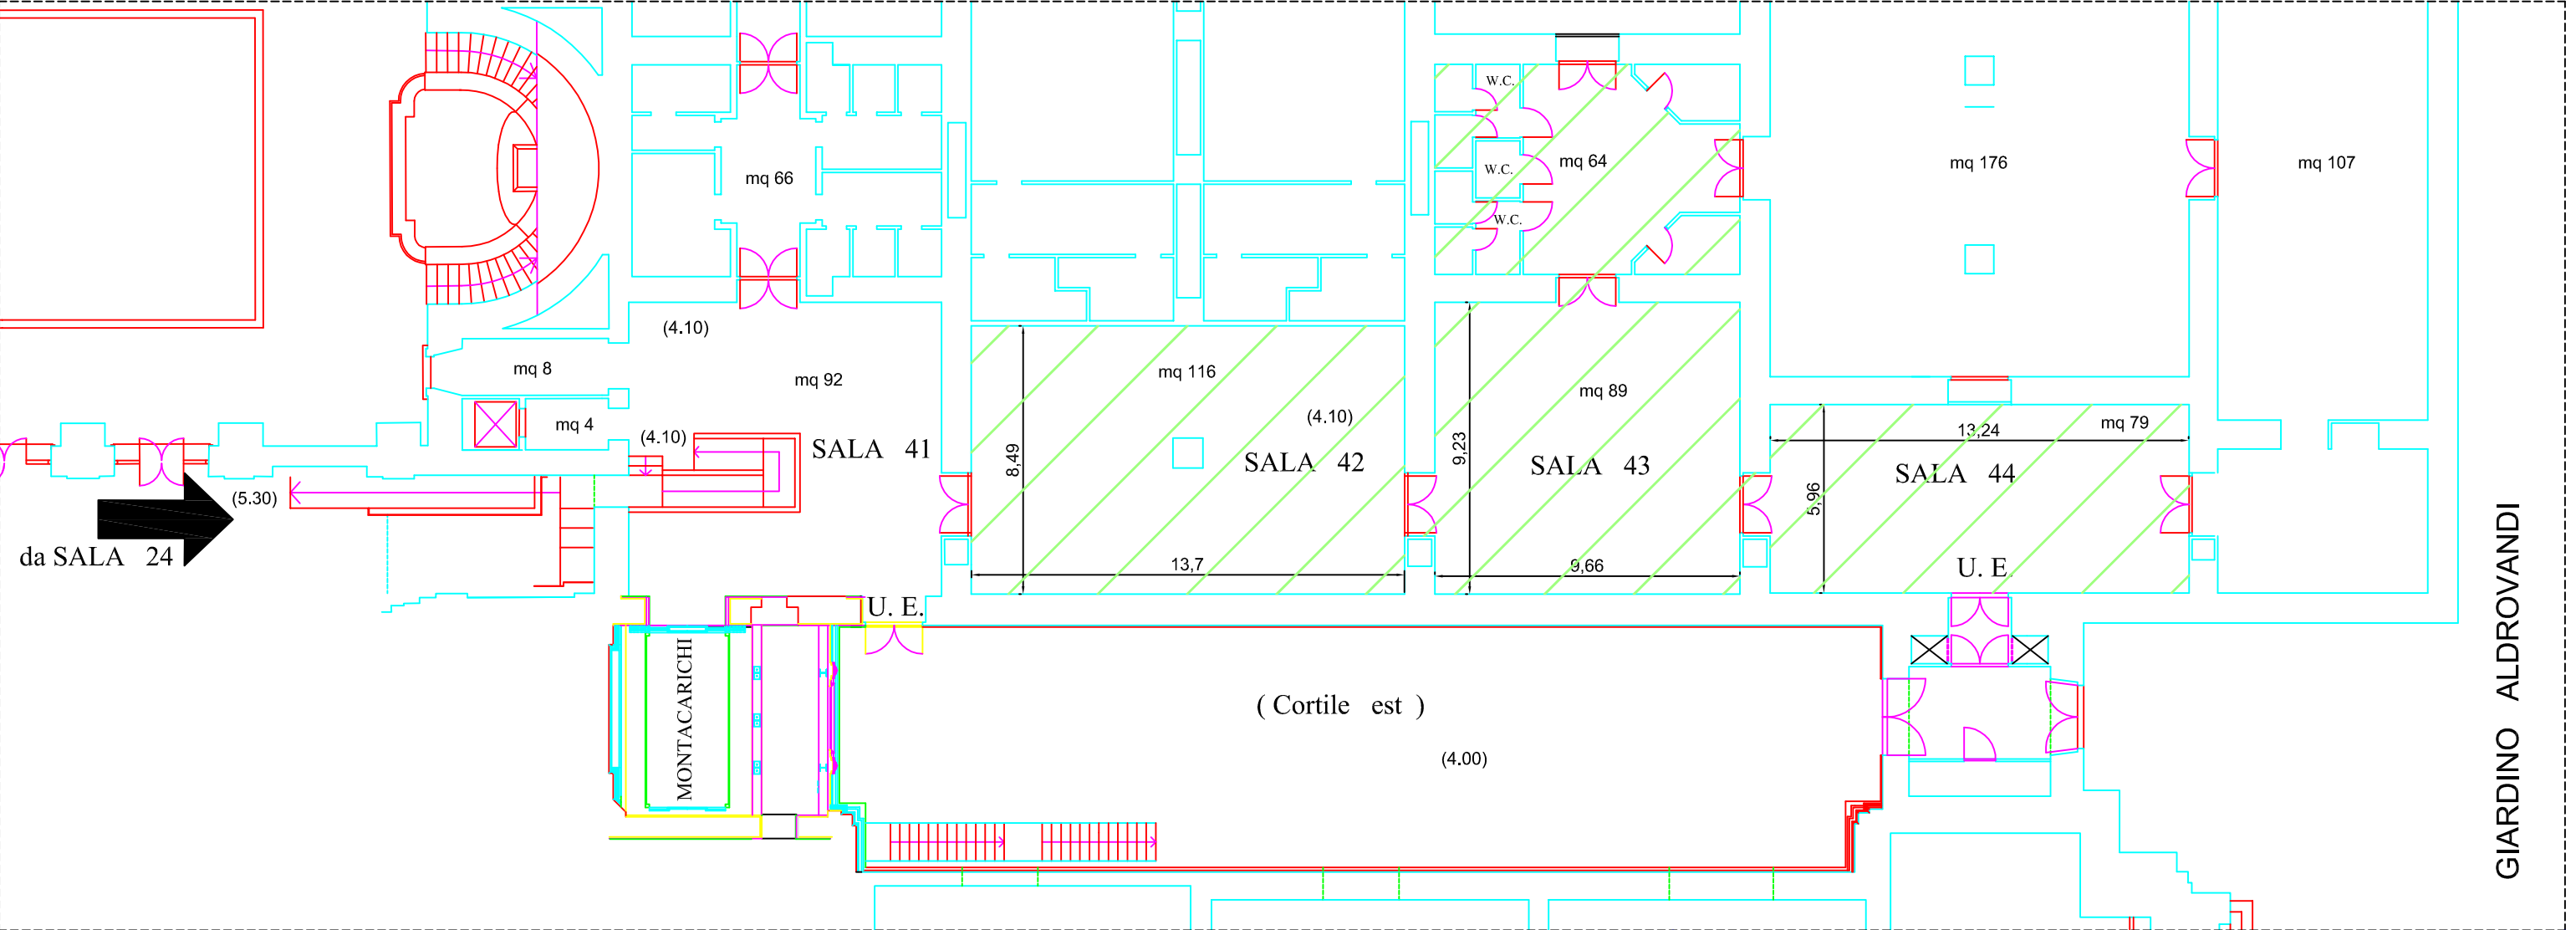 W.C.
mq 64
mq 176
mq 107
W.C.
mq 66
W.C.
(4.10)
mq 8
mq 92
mq 116
mq 89
(4.10)
mq 4
(4.10)
SALA 41
SALA 42
8,49
9,23
SALA 43
mq 79
13,24
SALA 44
5,96
(5.30)
da SALA 24
13,7
9,66
U. E.
U. E.
MONTACARICHI
( Cortile est )
(4.00)
GIARDINO ALDROVANDI